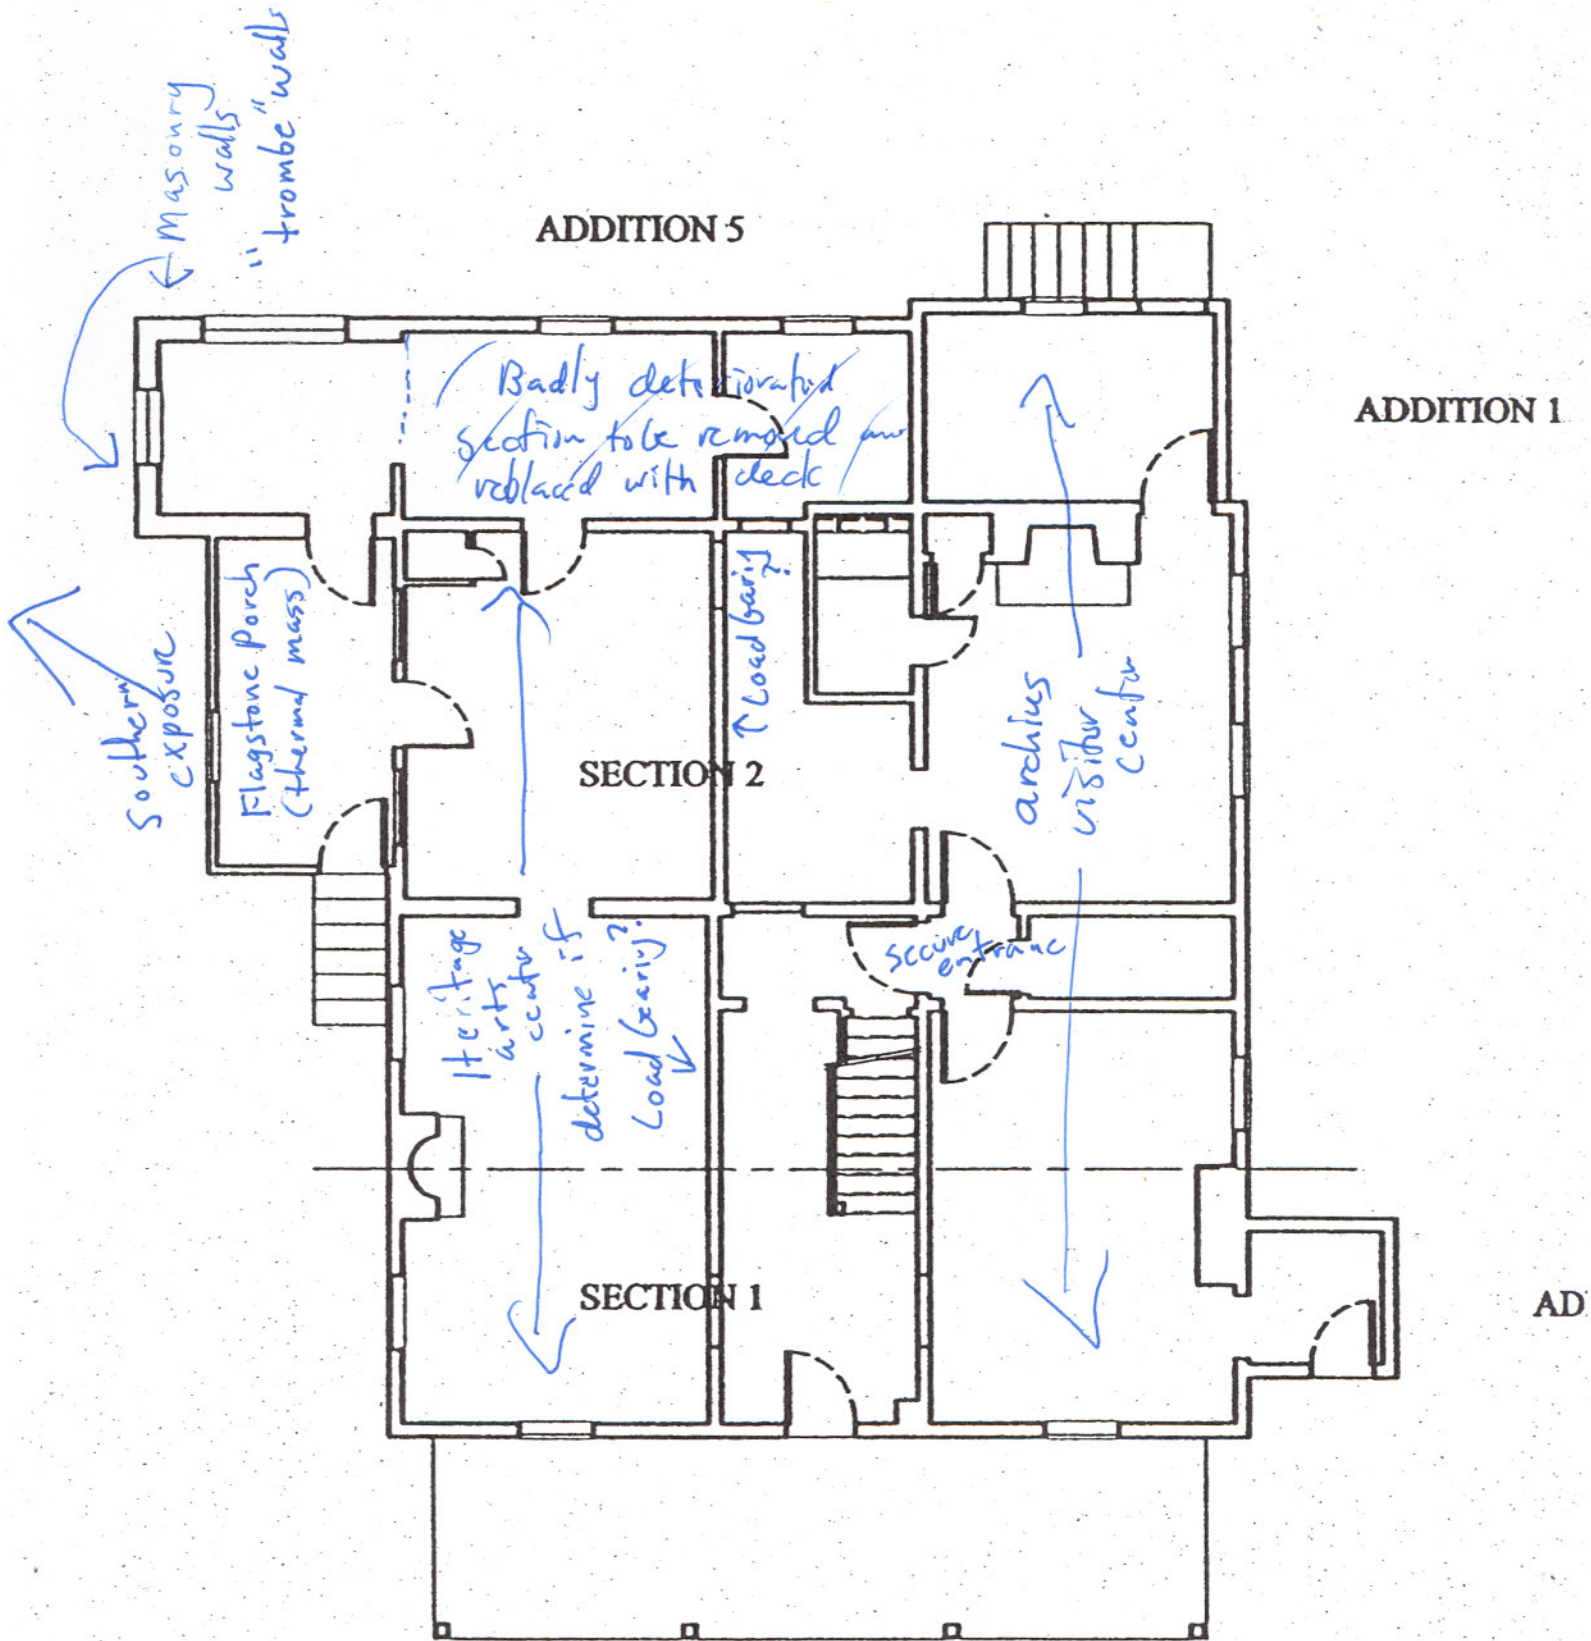 Masonry
walls
"trombe" walls
ADDITION 5
ADDITION 1
Badly deteriorated
section to be removed and
replaced with deck
Southern
exposure
Flagstone Porch
(thermal mass)
↑ Load Baring?
archives
visitor
center
SECTION 2
secure
entrance
Heritage
arts
center
determine if
Load Bearing?
SECTION 1
AD